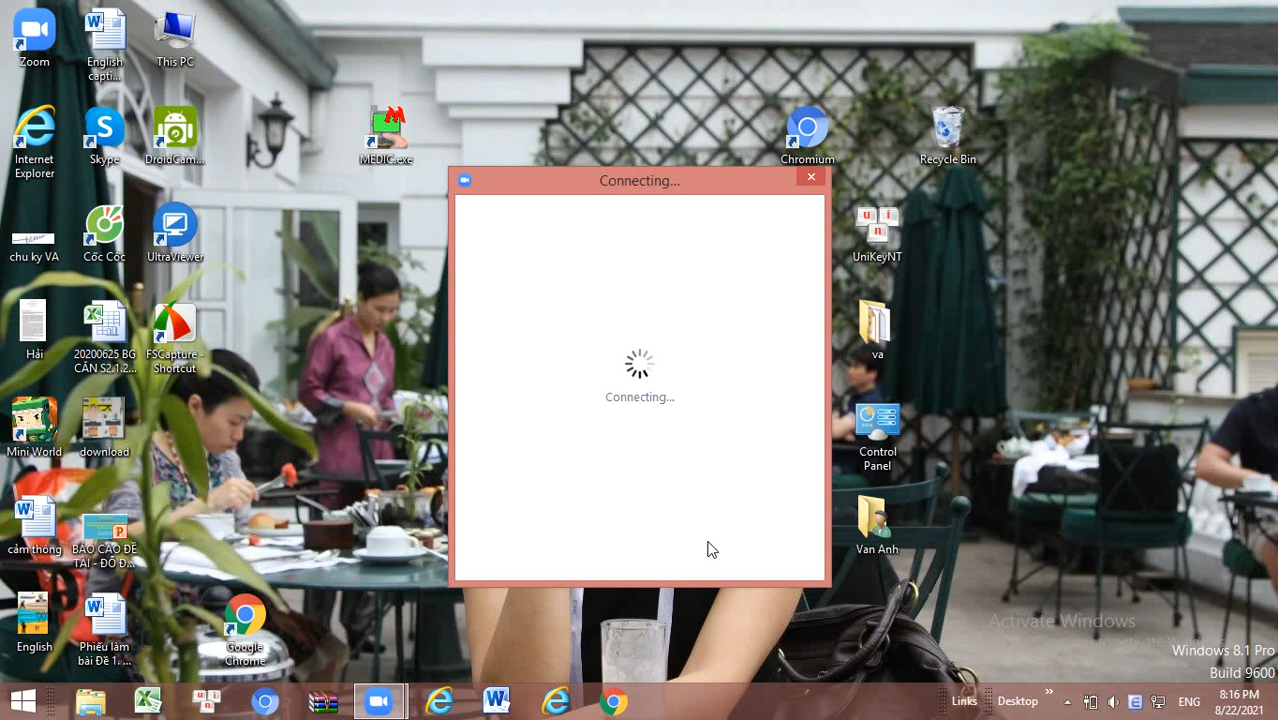 Zoom
English
capti...
This PC
Internet
Explorer
Skype
DroidCam...
MEDIC.exe
Chromium
Recycle Bin
Connecting...
chu ky VA
Cốc Cốc
UltraViewer
UniKeyNT
Hải
20200625 BG
CĂN S2.1.2...
FSCapture -
Shortcut
va
Connecting...
Mini World
download
Control
Panel
cảm thông
BÁO CÁO ĐỀ
TÀI - ĐỒ Đ...
Van Anh
English
Phiếu làm
bài Đề 1. ...
Google
Chrome
Activate Windows
Windows 8.1 Pro
Build 9600
Links
Desktop
ENG
8:16 PM
8/22/2021